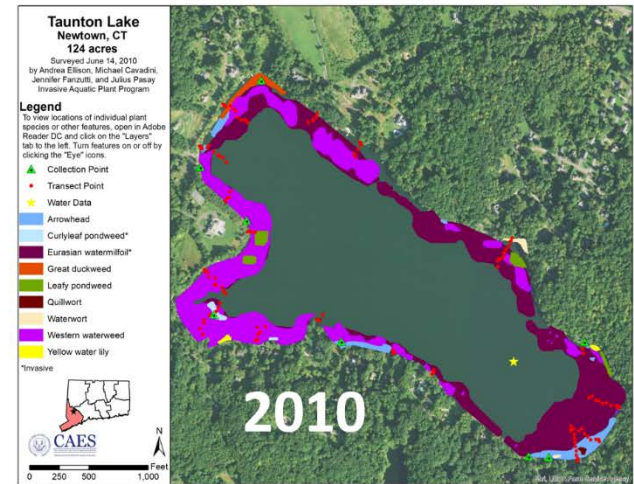 Taunton Lake
Newtown, CT
124 acres
Surveyed June 14, 2010
by Andrea Ellison, Michael Cavadini,
Jennifer Fanzutti, and Julius Pasay
Invasive Aquatic Plant Program
Legend
To view locations of individual plant
species or other features, open in Adobe
Reader DC and click on the "Layers"
tab to the left. Turn features on or off by
clicking the "Eye" icons.
Collection Point
Transect Point
Water Data
Arrowhead
Curlyleaf pondweed*
Eurasian watermilfoil*
Great duckweed
Leafy pondweed
Quillwort
Waterwort
Western waterweed
Yellow water lily
*Invasive
CAES
N
Feet
0 250 500 1,000
2010